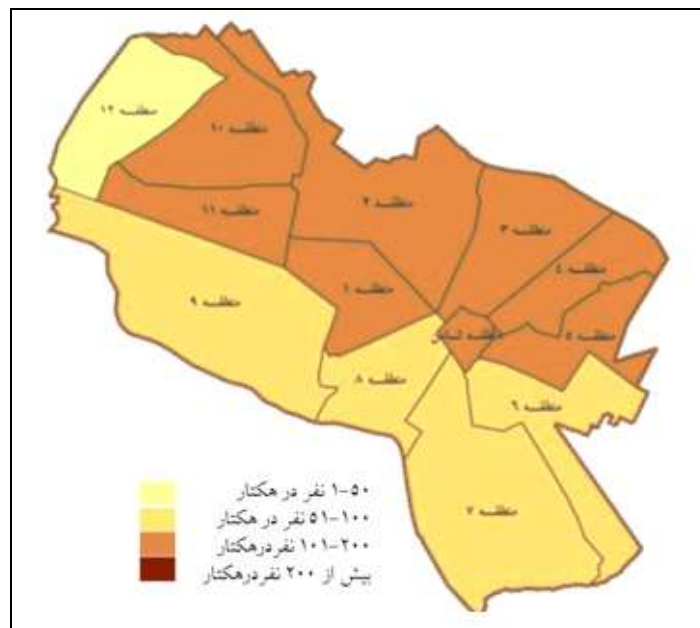 منطقه ۱۲
منطقه ۱۰
منطقه ۱۱
منطقه ۲
منطقه ۳
منطقه ۴
منطقه ۱
منطقه ۹
منطقه ۵
منطقه ۸
منطقه ۶
منطقه ۷
۱-۵۰ نفر در هکتار
۵۱-۱۰۰ نفر در هکتار
۱۰۱-۲۰۰ نفردرهکتار
بیش از ۲۰۰ نفردرهکتار